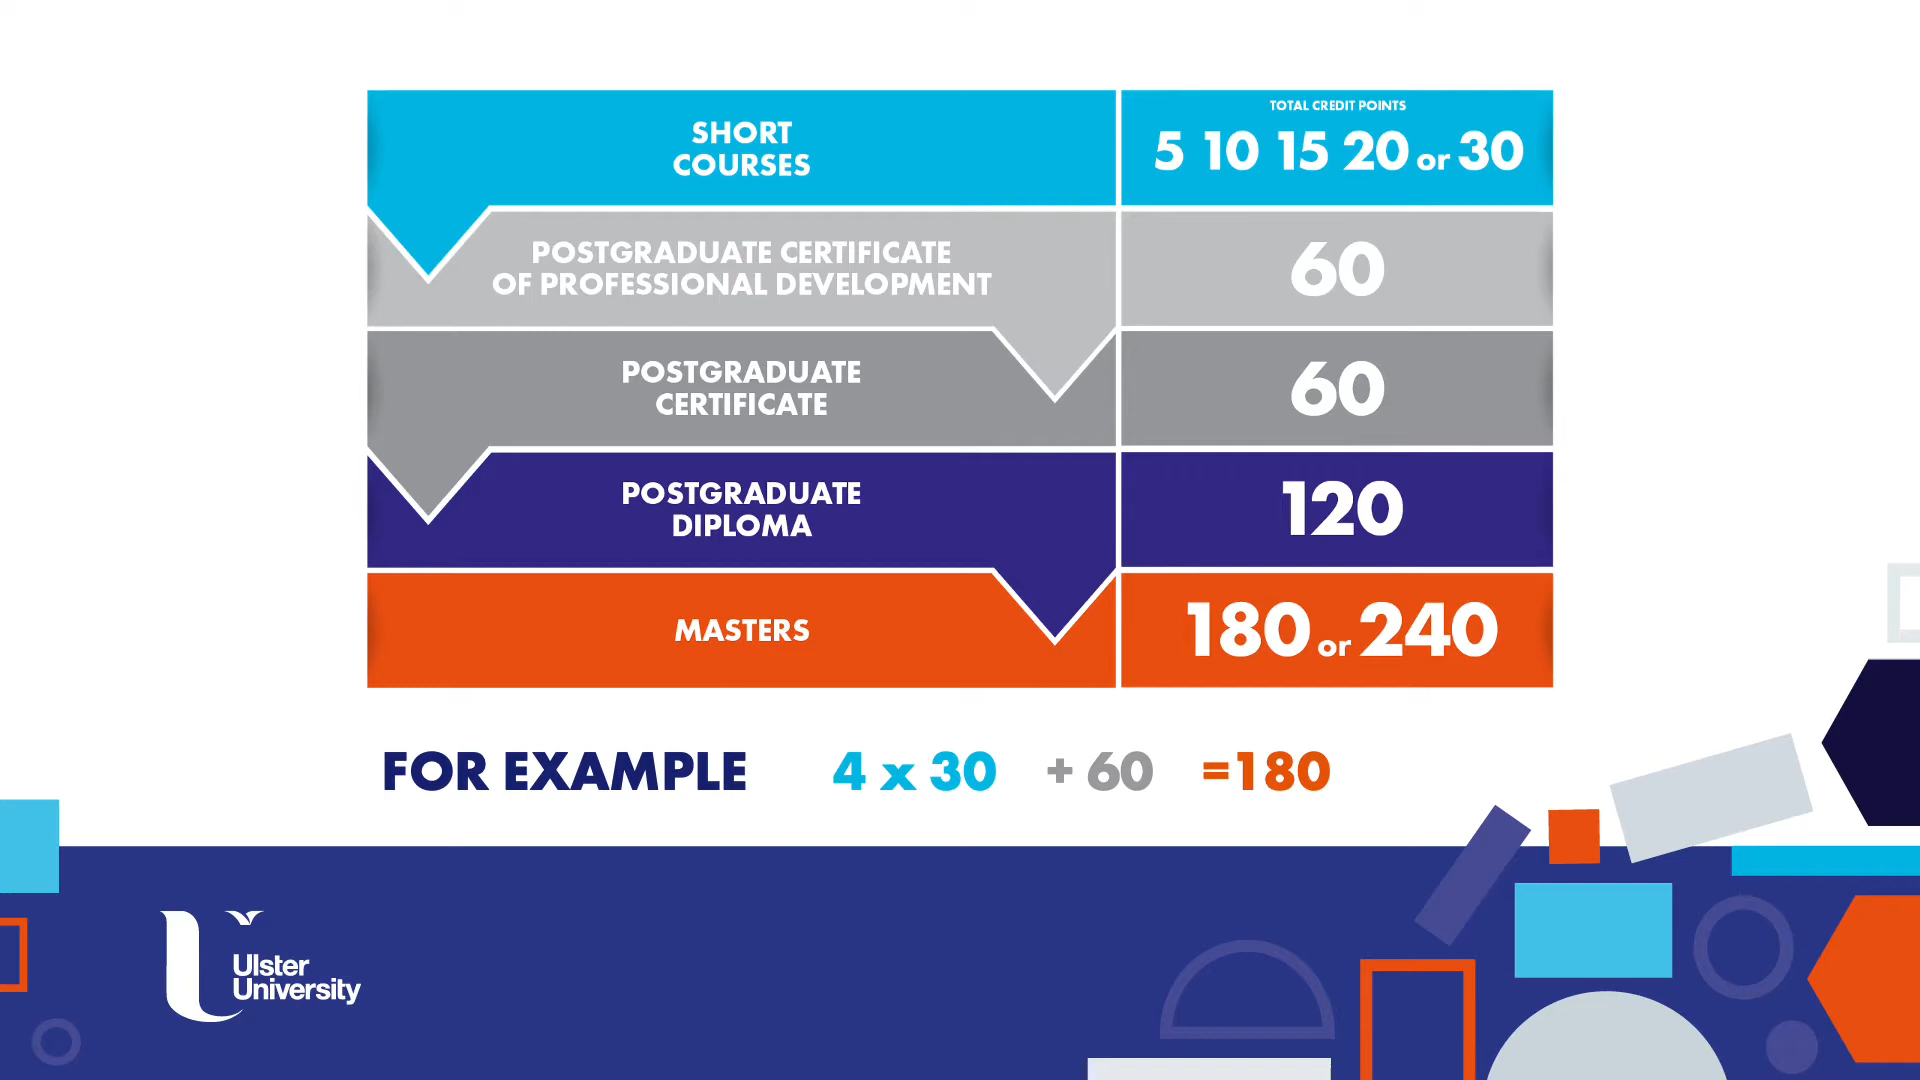 SHORT
COURSES
TOTAL CREDIT POINTS
5 10 15 20 or 30
POSTGRADUATE CERTIFICATE
OF PROFESSIONAL DEVELOPMENT
60
POSTGRADUATE
CERTIFICATE
60
POSTGRADUATE
DIPLOMA
120
MASTERS
180 or 240
FOR EXAMPLE 4 x 30 + 60 =180
Ulster
University